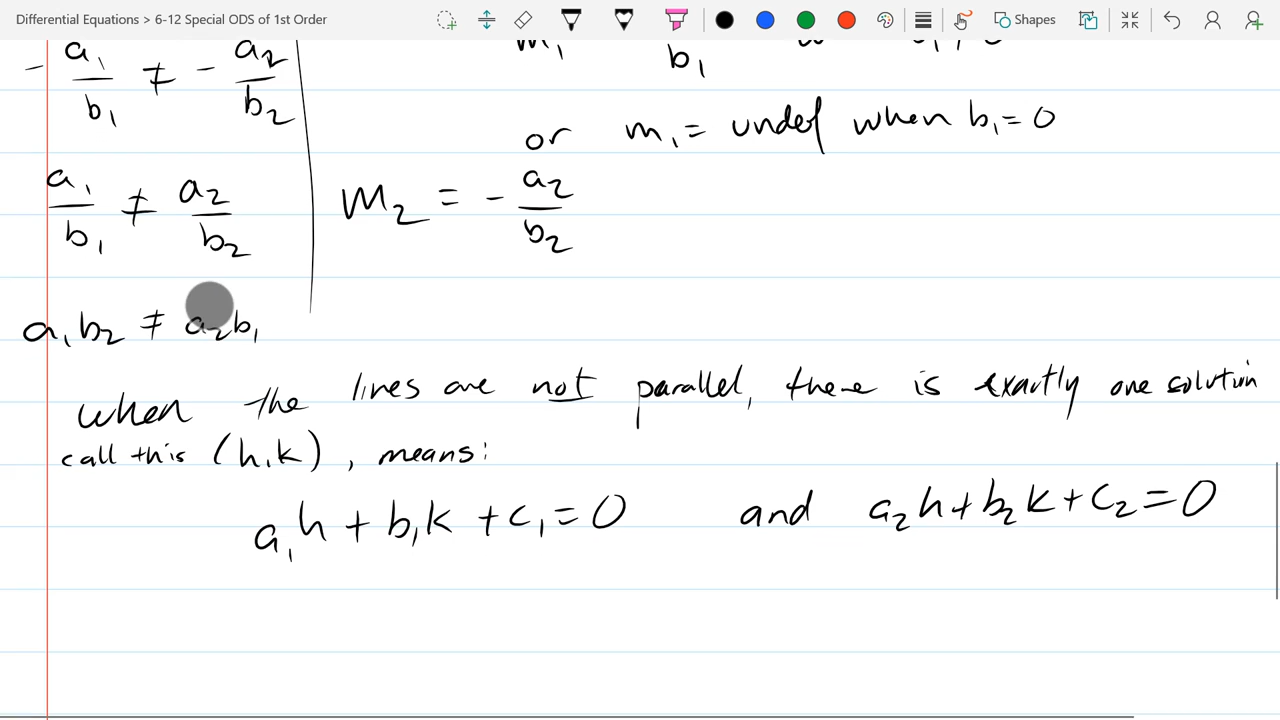 Differential Equations > 6-12 Special ODS of 1st Order
Shapes
- a₁/b₁ ≠ - a₂/b₂
m₁
b₁
or m₁ = undef when b₁ = 0
a₁/b₁ ≠ a₂/b₂
m₂ = - a₂/b₂
a₁b₂ ≠ a₂b₁
when the lines are not parallel, there is exactly one solution
call this (h,k), means:
a₁h + b₁k + c₁ = 0 and a₂h + b₂k + c₂ = 0